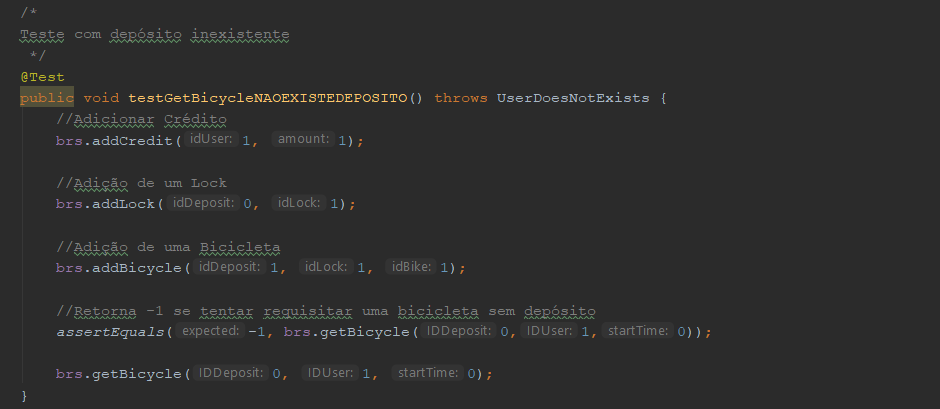 /*
Teste com depósito inexistente
*/
@Test
public void testGetBicycleNAOEXISTEDEPOSITO() throws UserDoesNotExists {
//Adicionar Crédito
brs.addCredit( idUser: 1, amount: 1);
//Adição de um Lock
brs.addLock( idDeposit: 0, idLock: 1);
//Adição de uma Bicicleta
brs.addBicycle( idDeposit: 1, idLock: 1, idBike: 1);
//Retorna -1 se tentar requisitar uma bicicleta sem depósito
assertEquals( expected: -1, brs.getBicycle( IDDeposit: 0, IDUser: 1, startTime: 0));
brs.getBicycle( IDDeposit: 0, IDUser: 1, startTime: 0);
}